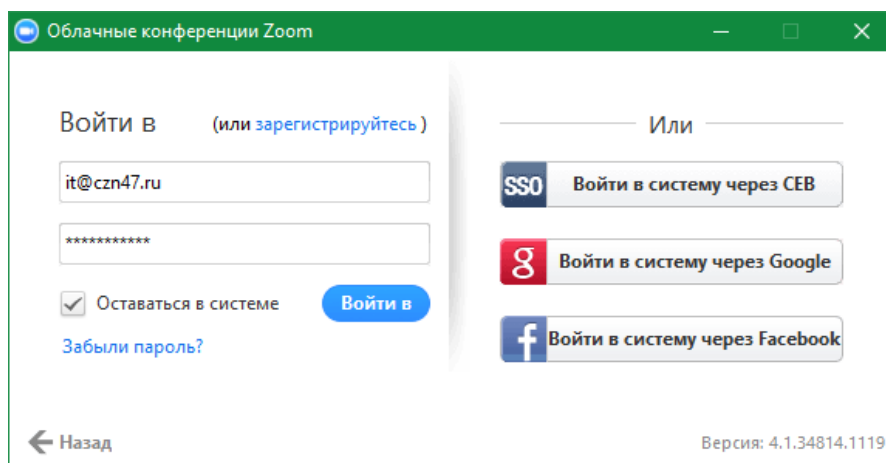 Облачные конференции Zoom
Войти в (или зарегистрируйтесь )
it@czn47.ru
***********
Оставаться в системе
Войти в
Забыли пароль?
Или
SSO Войти в систему через СЕВ
g Войти в систему через Google
f Войти в систему через Facebook
Назад
Версия: 4.1.34814.1119